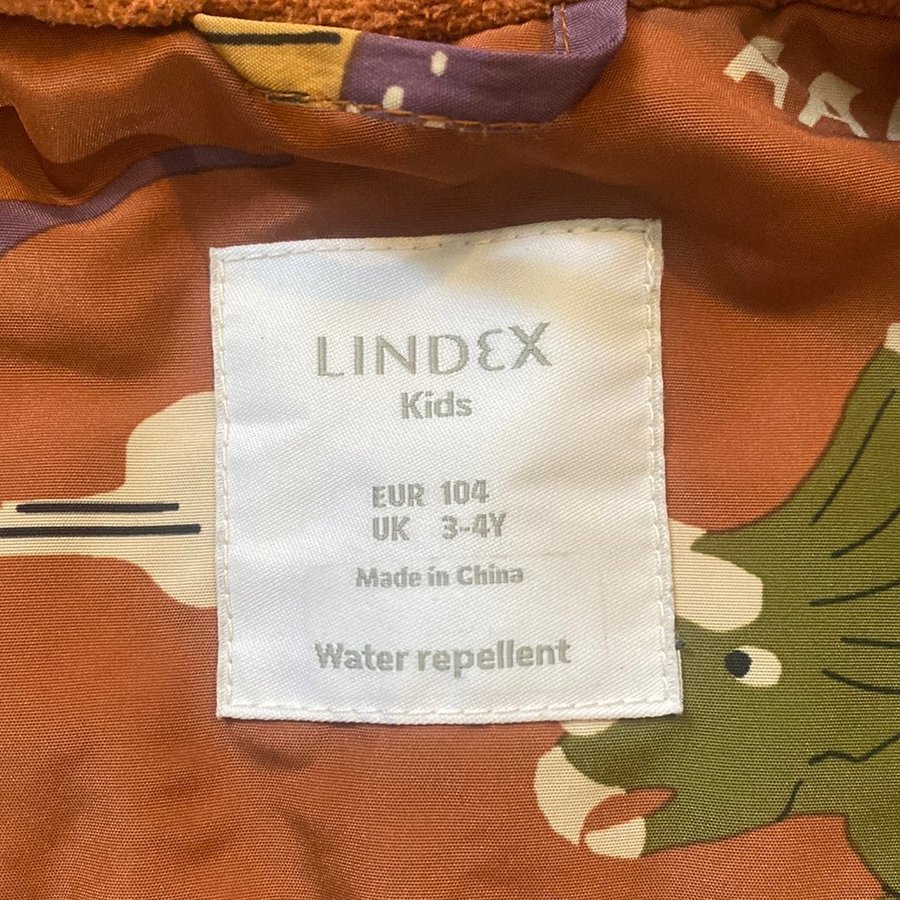 LINDEX
Kids
EUR 104
UK 3-4Y
Made in China
Water repellent